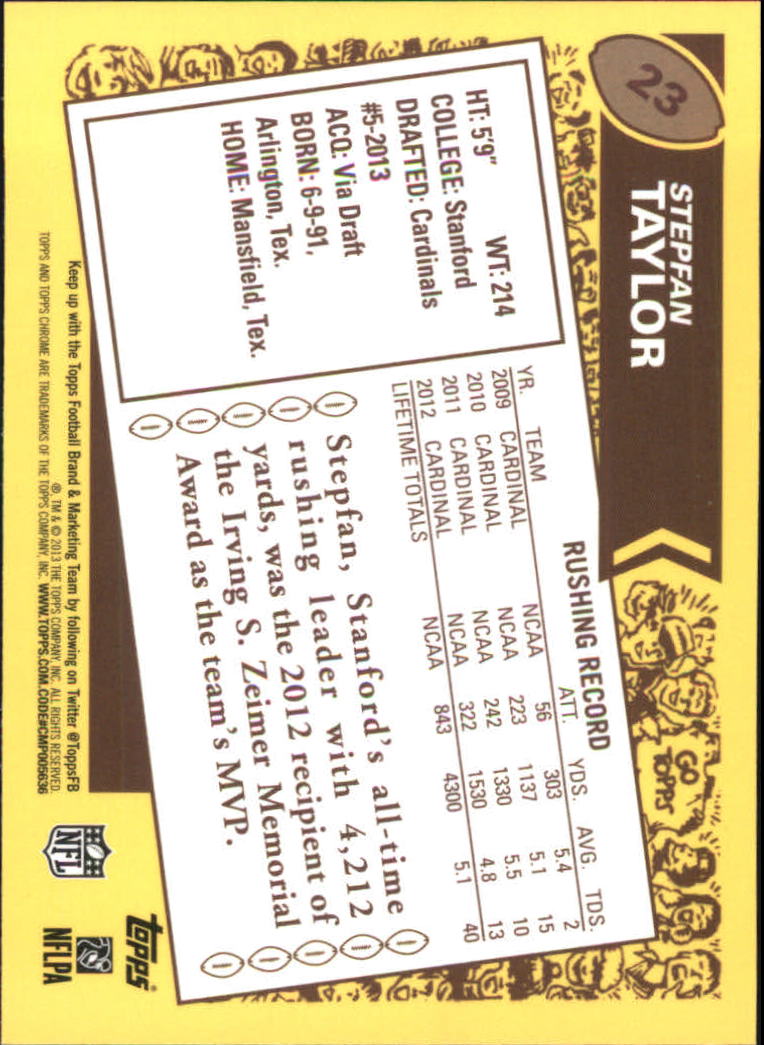 23
STEPFAN
TAYLOR
HT: 5'9" WT: 214
COLLEGE: Stanford
DRAFTED: Cardinals
#5-2013
ACQ: Via Draft
BORN: 6-9-91,
Arlington, Tex.
HOME: Mansfield, Tex.
RUSHING RECORD
YR. TEAM ATT. YDS. AVG. TDS.
2009 CARDINAL NCAA 56 303 5.4 2
2010 CARDINAL NCAA 223 1137 5.1 15
2011 CARDINAL NCAA 242 1330 5.5 10
2012 CARDINAL NCAA 322 1530 4.8 13
LIFETIME TOTALS 843 4300 5.1 40
Stepfan, Stanford's all-time
rushing leader with 4,212
yards, was the 2012 recipient of
the Irving S. Zeimer Memorial
Award as the team's MVP.
GO
TOPPS
Keep up with the Topps Football Brand & Marketing Team by following on Twitter @ToppsFB
®, TM & © 2013 THE TOPPS COMPANY, INC. ALL RIGHTS RESERVED.
TOPPS AND TOPPS CHROME ARE TRADEMARKS OF THE TOPPS COMPANY, INC. WWW.TOPPS.COM. CODE#CMP005636
NFL
topps®
NFLPA